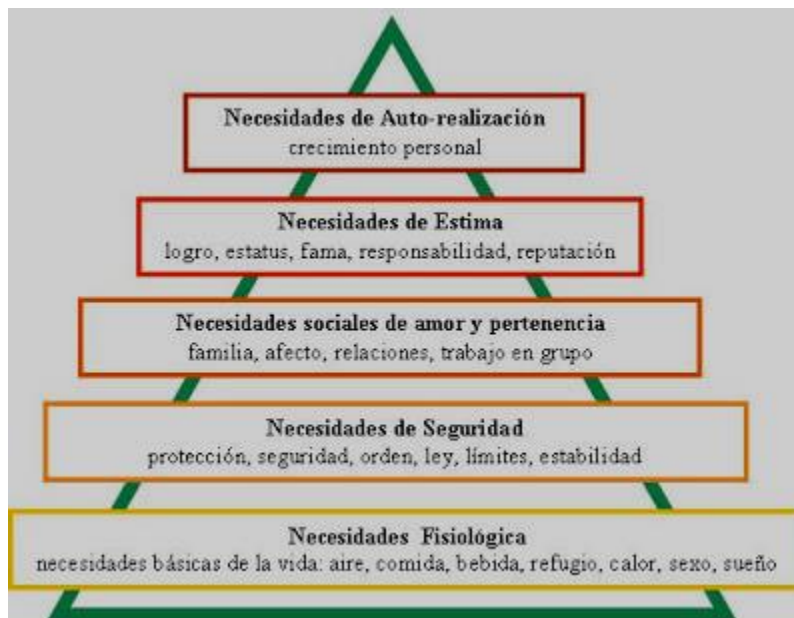 Necesidades de Auto-realización
crecimiento personal
Necesidades de Estima
logro, estatus, fama, responsabilidad, reputación
Necesidades sociales de amor y pertenencia
familia, afecto, relaciones, trabajo en grupo
Necesidades de Seguridad
protección, seguridad, orden, ley, límites, estabilidad
Necesidades Fisiológica
necesidades básicas de la vida: aire, comida, bebida, refugio, calor, sexo, sueño